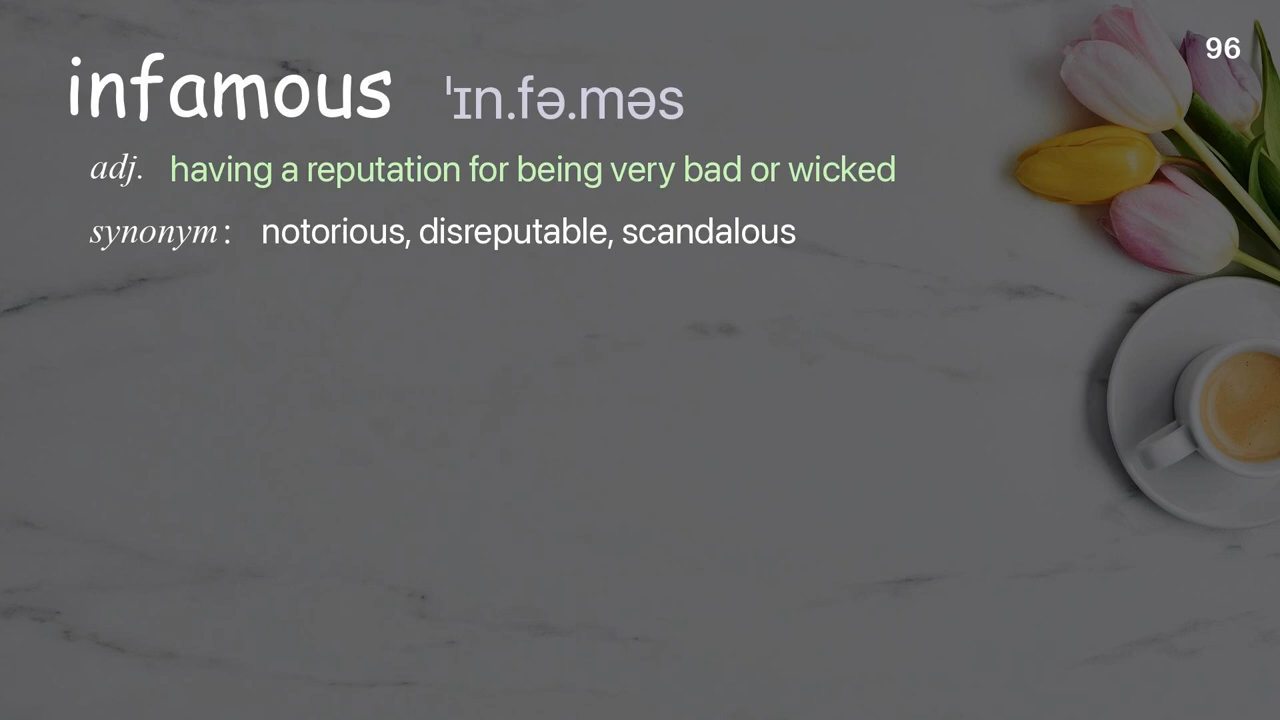 96
infamous ˈɪn.fə.məs
adj. having a reputation for being very bad or wicked
synonym: notorious, disreputable, scandalous